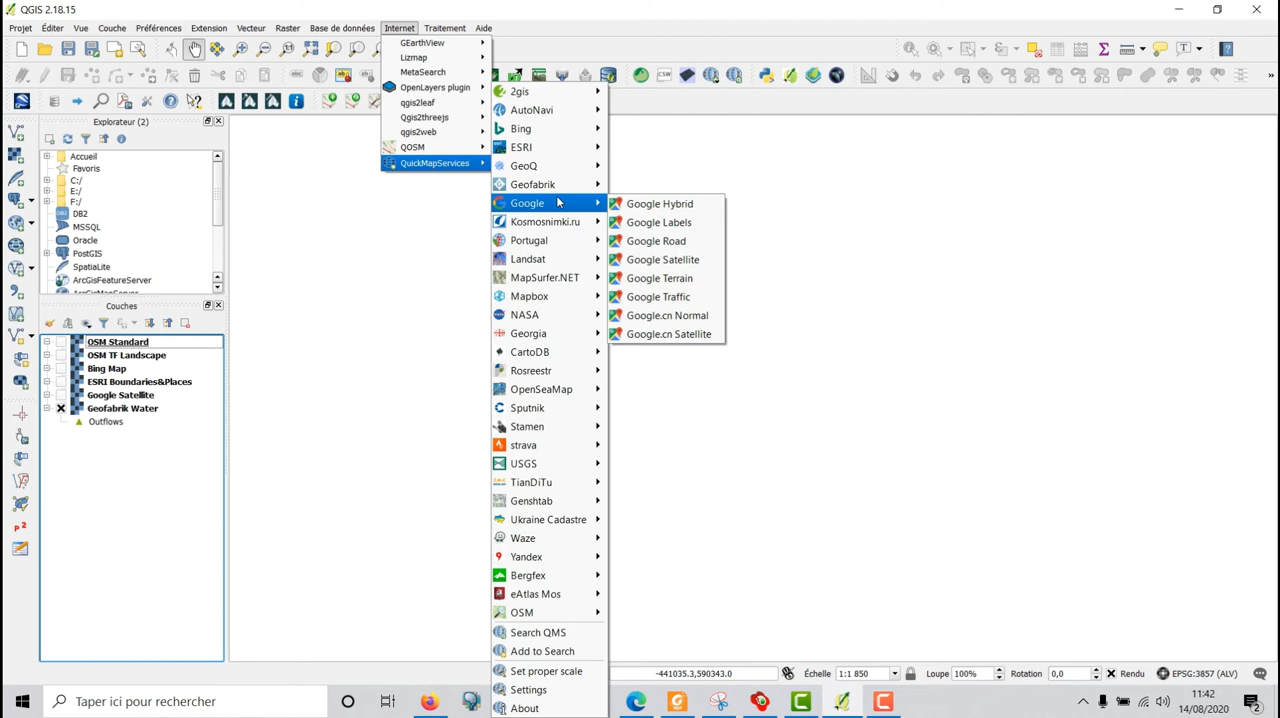 QGIS 2.18.15
Projet Éditer Vue Couche Préférences Extension Vecteur Raster Base de données Internet Traitement Aide
GEarthView
Lizmap
MetaSearch
OpenLayers plugin
qgis2leaf
Qgis2threejs
qgis2web
QOSM
QuickMapServices
CSW
2gis
AutoNavi
Bing
ESRI
GeoQ
Geofabrik
Google
Kosmosnimki.ru
Portugal
Landsat
MapSurfer.NET
Mapbox
NASA
Georgia
CartoDB
Rosreestr
OpenSeaMap
Sputnik
Stamen
strava
USGS
TianDiTu
Genshtab
Ukraine Cadastre
Waze
Yandex
Bergfex
eAtlas Mos
OSM
Search QMS
Add to Search
Set proper scale
Settings
About
Google Hybrid
Google Labels
Google Road
Google Satellite
Google Terrain
Google Traffic
Google.cn Normal
Google.cn Satellite
Explorateur (2)
Accueil
Favoris
C:/
E:/
F:/
DB2
MSSQL
Oracle
PostGIS
SpatiaLite
ArcGisFeatureServer
ArcGisMapServer
Couches
OSM Standard
OSM TF Landscape
Bing Map
ESRI Boundaries&Places
Google Satellite
Geofabrik Water
Outflows
-441035.3,590343.0 Échelle 1:1 850 Loupe 100% Rotation 0,0 Rendu EPSG:3857 (ALV)
Taper ici pour rechercher
11:42
14/08/2020
2